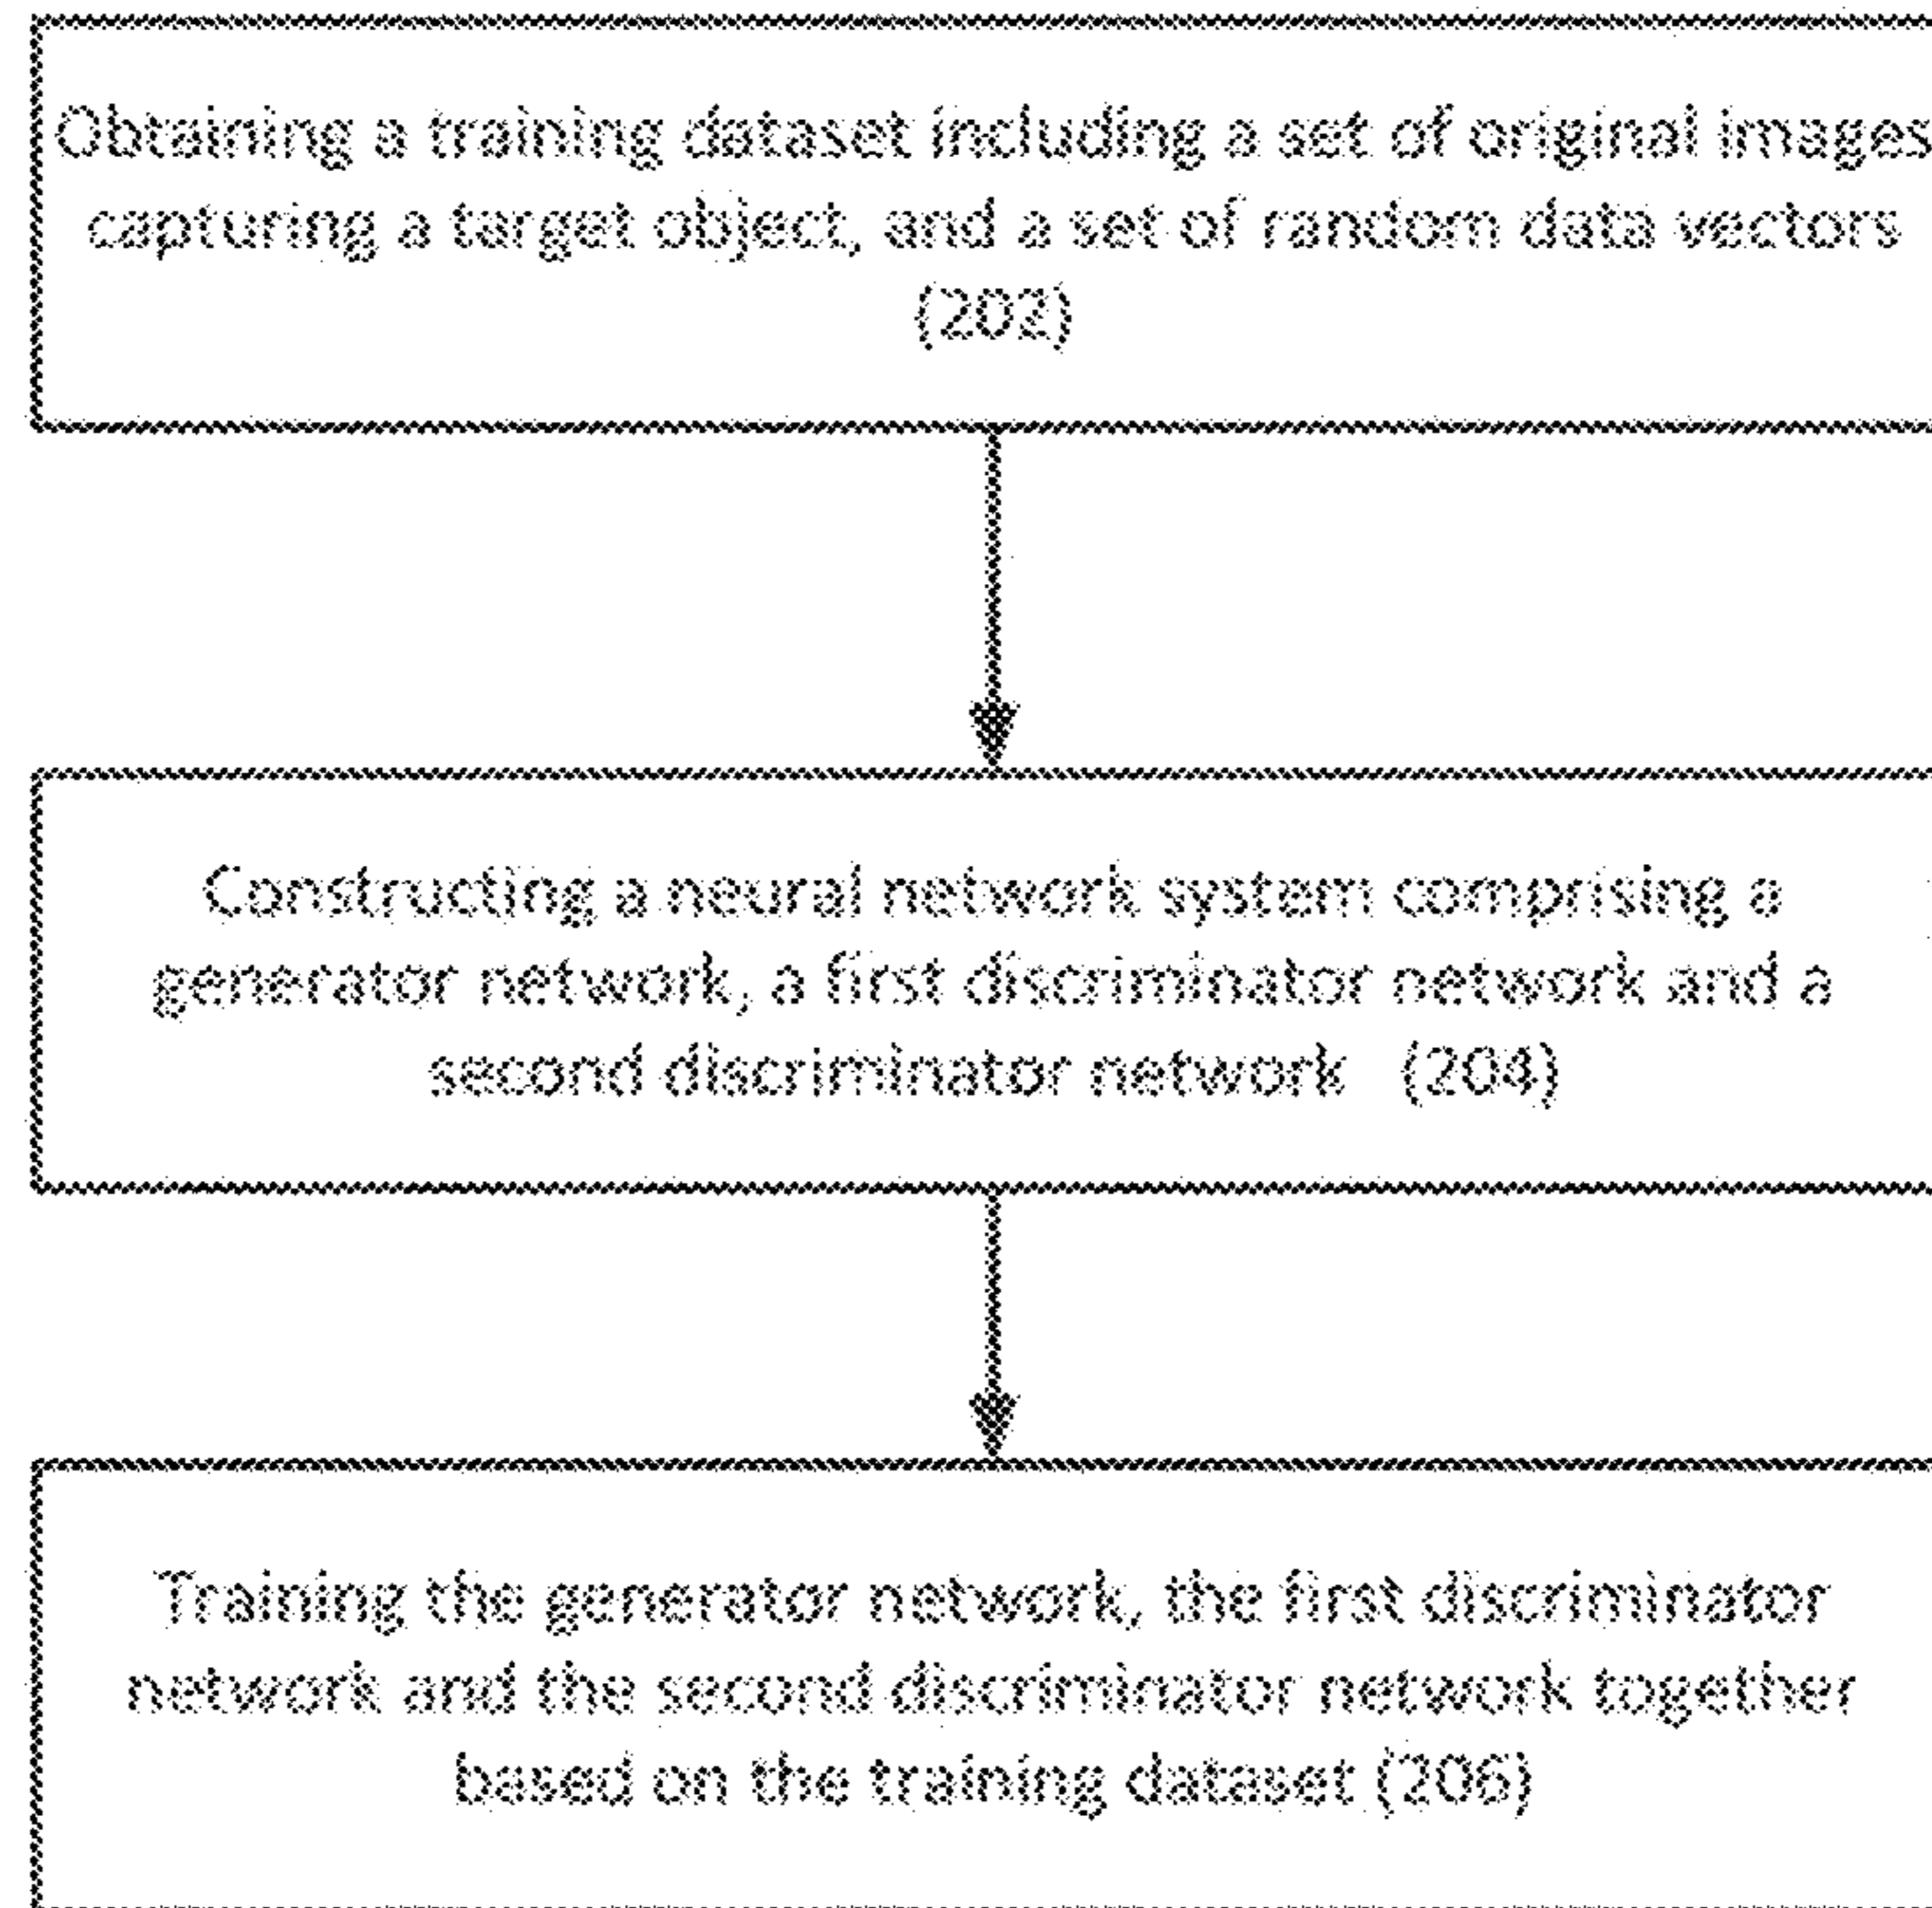 Obtaining a training dataset including a set of original images
capturing a target object, and a set of random data vectors
(202)
Constructing a neural network system comprising a
generator network, a first discriminator network and a
second discriminator network (204)
Training the generator network, the first discriminator
network and the second discriminator network together
based on the training dataset (206)